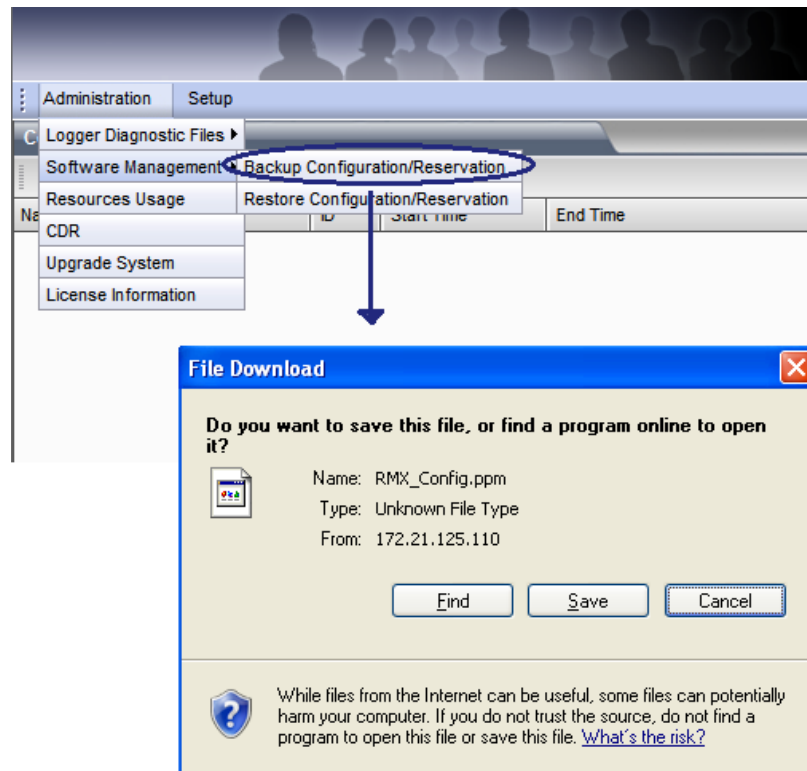 Administration Setup
Logger Diagnostic Files
Software Management Backup Configuration/Reservation
Resources Usage Restore Configuration/Reservation
Na ID Start Time End Time
CDR
Upgrade System
License Information
File Download
Do you want to save this file, or find a program online to open
it?
Name: RMX_Config.ppm
Type: Unknown File Type
From: 172.21.125.110
Find Save Cancel
While files from the Internet can be useful, some files can potentially
harm your computer. If you do not trust the source, do not find a
program to open this file or save this file. What's the risk?